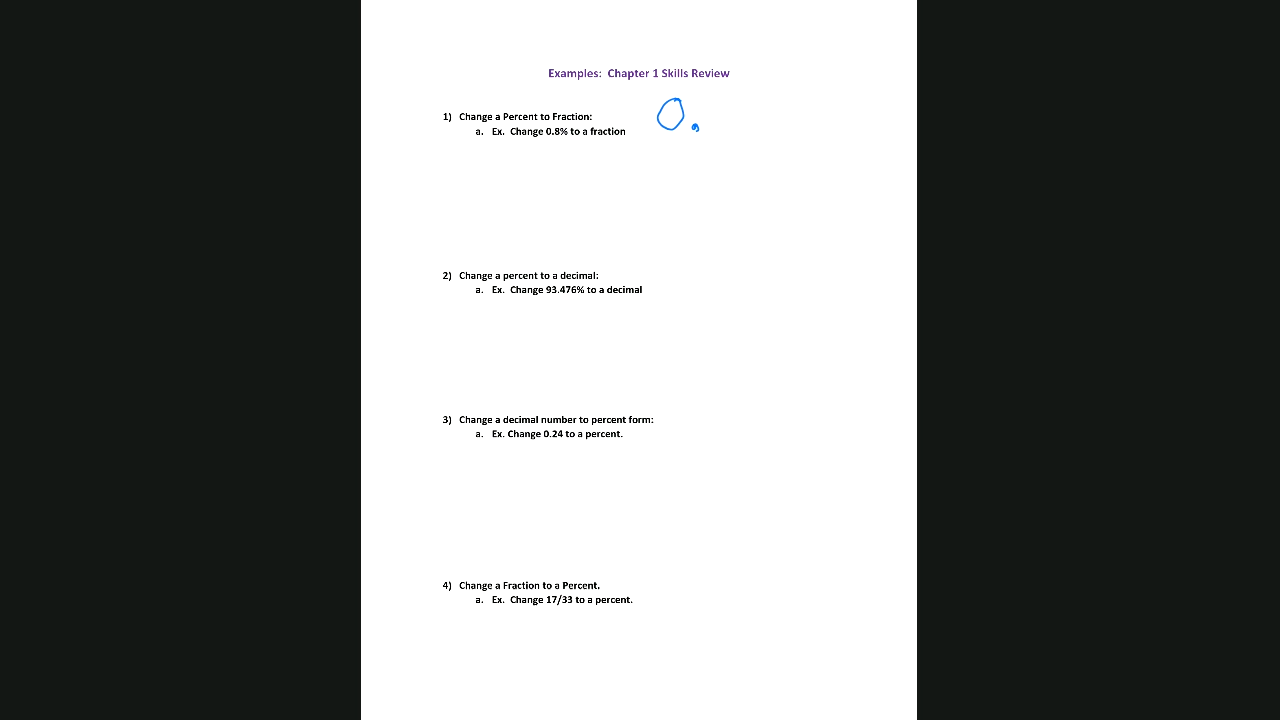 Examples: Chapter 1 Skills Review
1) Change a Percent to Fraction:
0.
a. Ex. Change 0.8% to a fraction
2) Change a percent to a decimal:
a. Ex. Change 93.476% to a decimal
3) Change a decimal number to percent form:
a. Ex. Change 0.24 to a percent.
4) Change a Fraction to a Percent.
a. Ex. Change 17/33 to a percent.